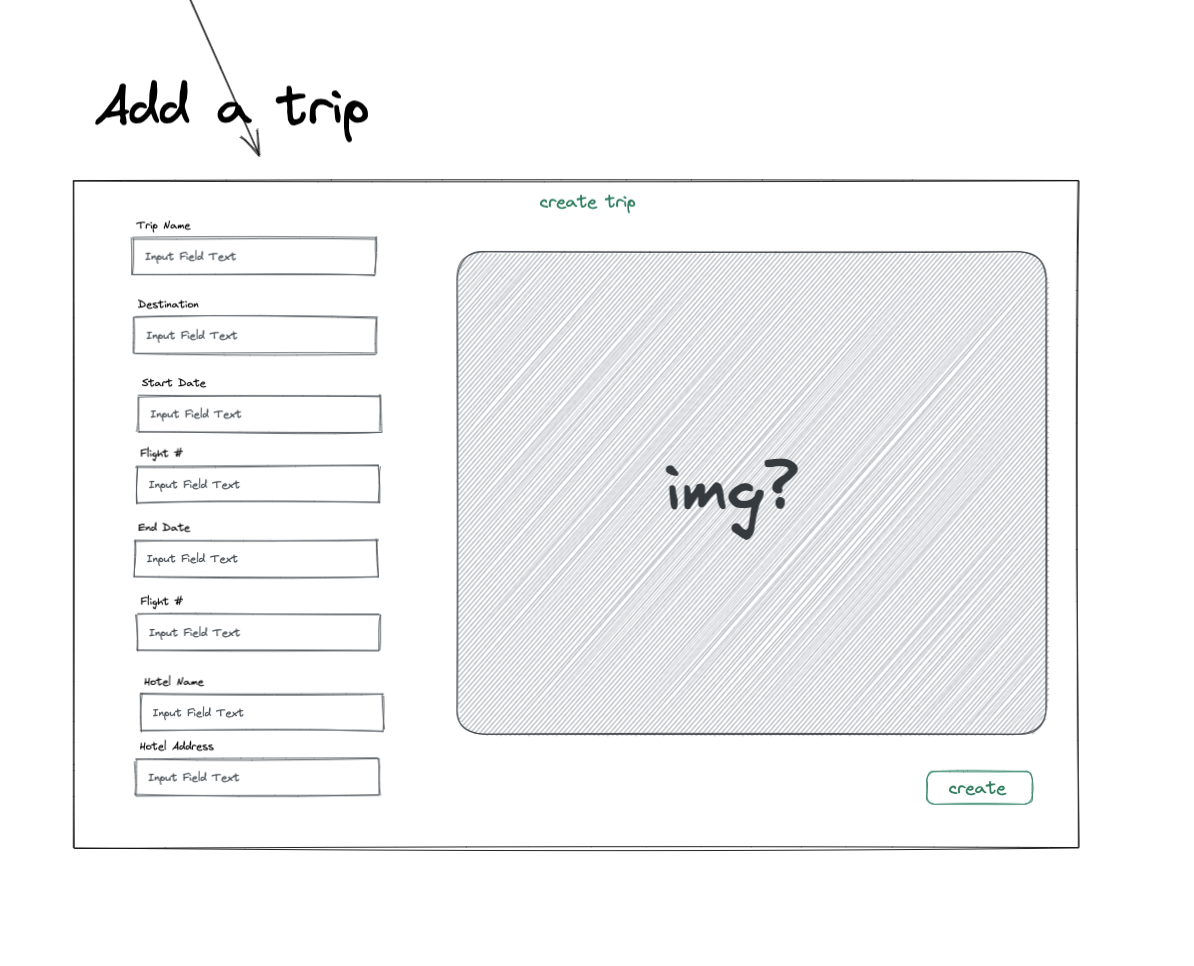 Add a trip
create trip
Trip Name
Input Field Text
Destination
Input Field Text
Start Date
Input Field Text
Flight #
Input Field Text
End Date
Input Field Text
Flight #
Input Field Text
Hotel Name
Input Field Text
Hotel Address
Input Field Text
img?
create